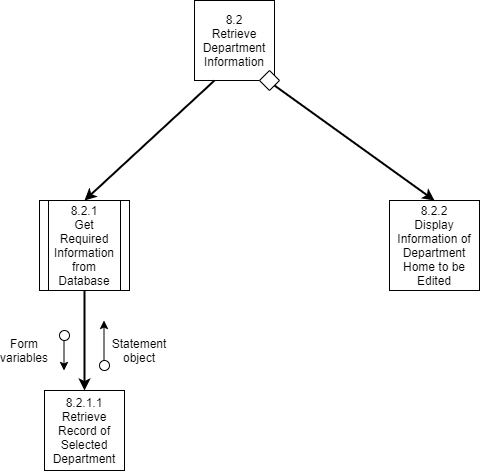 8.2
Retrieve
Department
Information
8.2.1
Get
Required
Information
from
Database
8.2.2
Display
Information of
Department
Home to be
Edited
Form
variables
Statement
object
8.2.1.1
Retrieve
Record of
Selected
Department